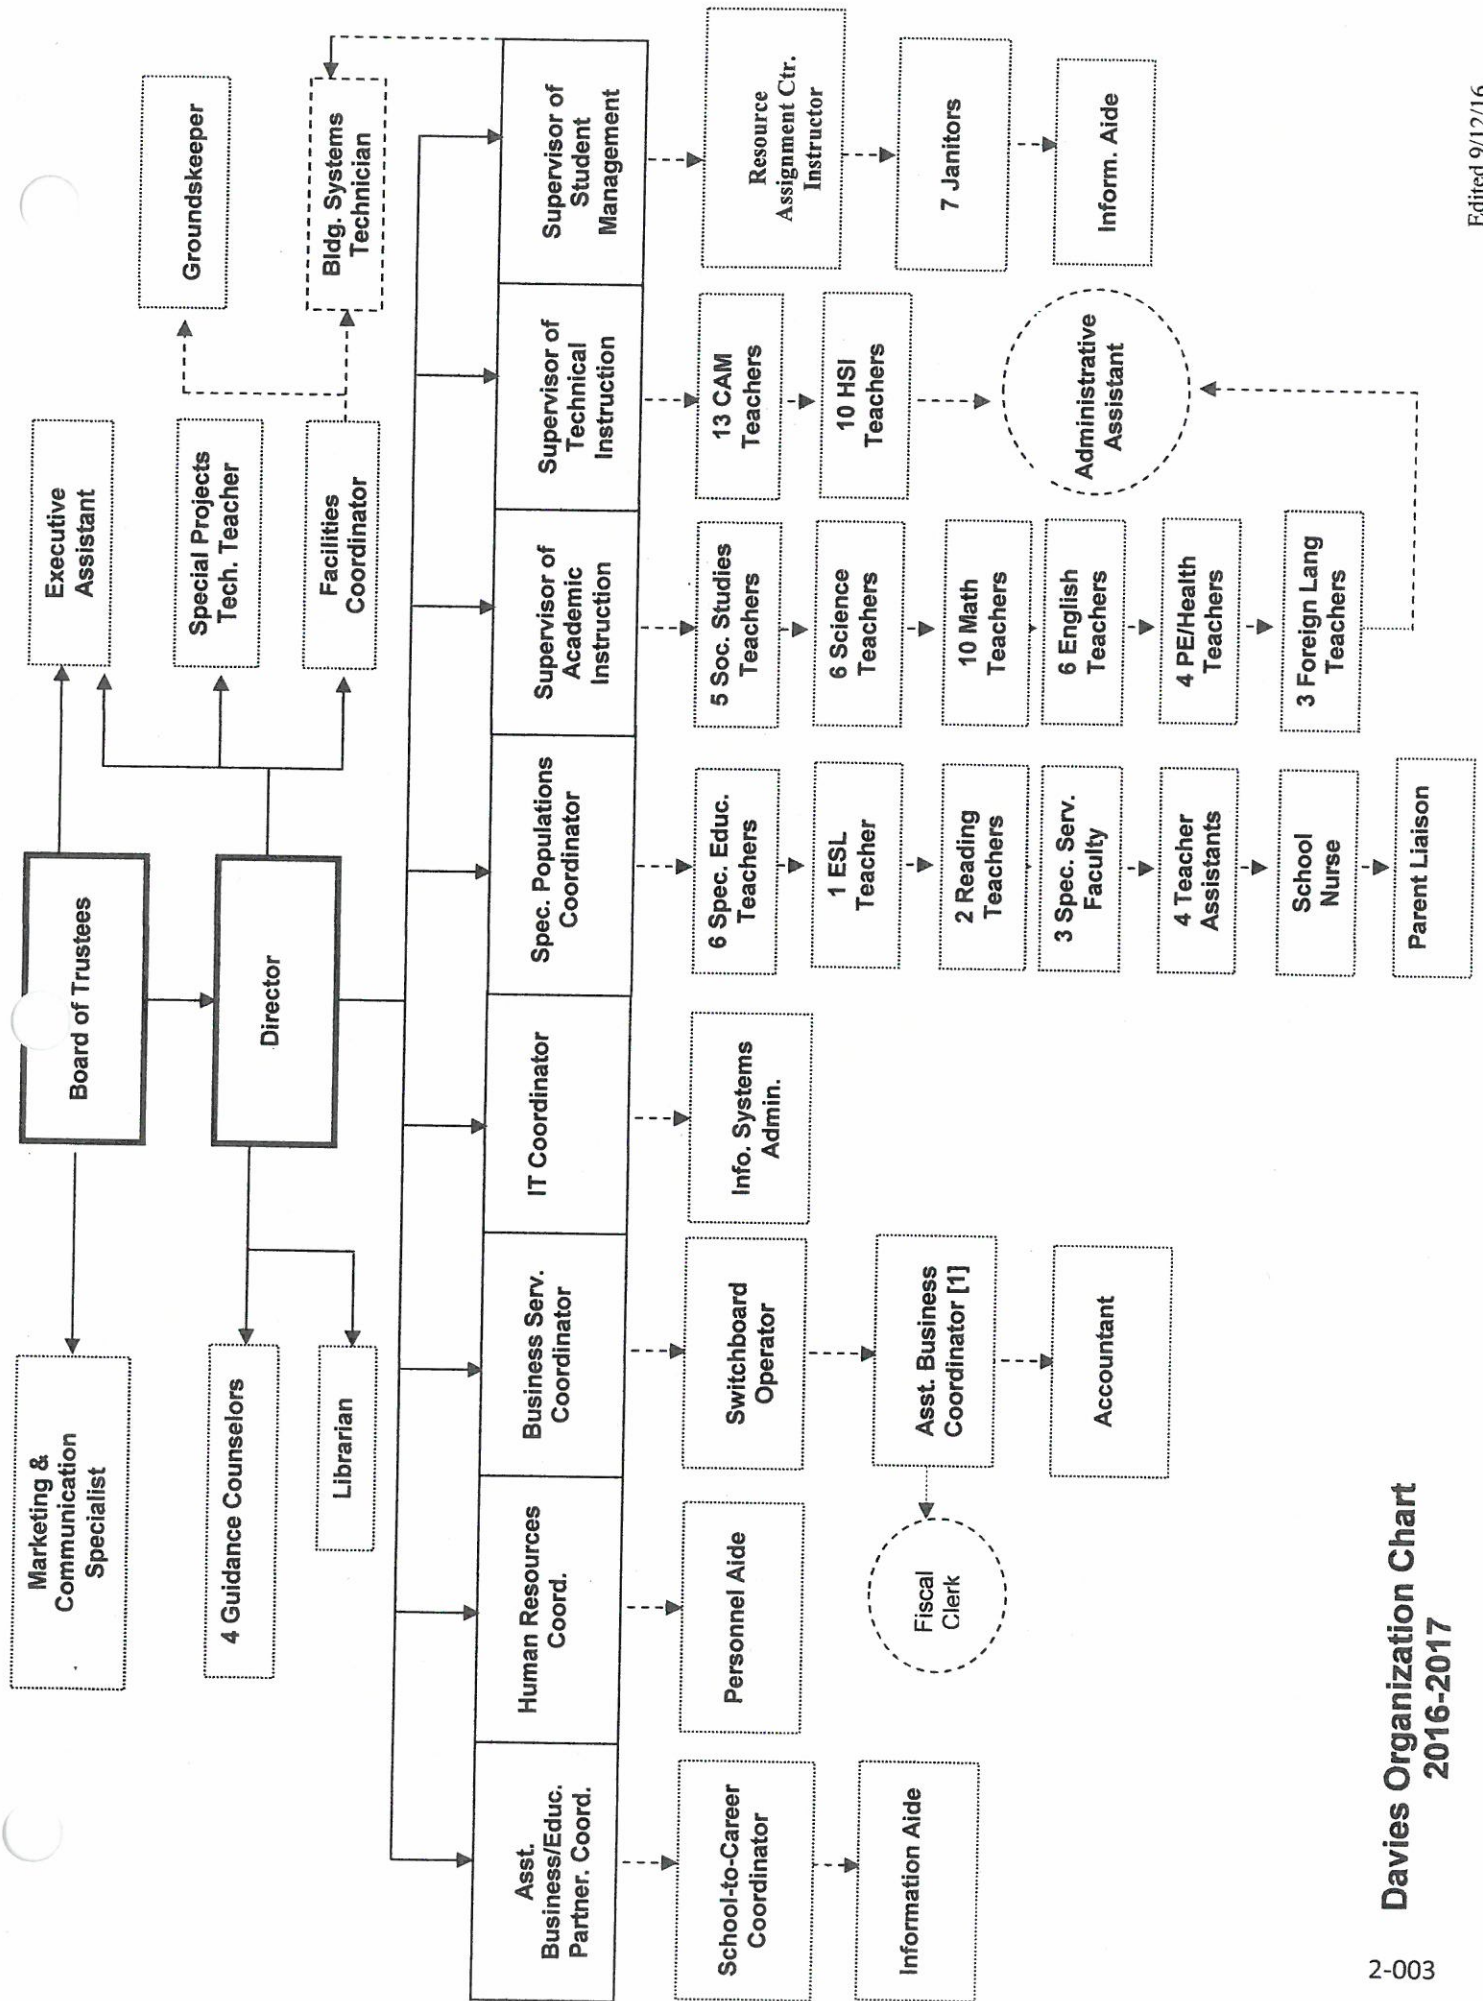 Board of Trustees
Marketing &
Communication
Specialist
Executive
Assistant
Groundskeeper
Director
Special Projects
Tech. Teacher
4 Guidance Counselors
Facilities
Coordinator
Bldg. Systems
Technician
Librarian
Asst.
Business/Educ.
Partner. Coord.
Human Resources
Coord.
Business Serv.
Coordinator
IT Coordinator
Spec. Populations
Coordinator
Supervisor of
Academic
Instruction
Supervisor of
Technical
Instruction
Supervisor of
Student
Management
School-to-Career
Coordinator
Information Aide
Personnel Aide
Switchboard
Operator
Asst. Business
Coordinator [1]
Fiscal
Clerk
Accountant
Info. Systems
Admin.
6 Spec. Educ.
Teachers
1 ESL
Teacher
2 Reading
Teachers
3 Spec. Serv.
Faculty
4 Teacher
Assistants
School
Nurse
Parent Liaison
5 Soc. Studies
Teachers
6 Science
Teachers
10 Math
Teachers
6 English
Teachers
4 PE/Health
Teachers
3 Foreign Lang
Teachers
13 CAM
Teachers
10 HSI
Teachers
Administrative
Assistant
Resource
Assignment Ctr.
Instructor
7 Janitors
Inform. Aide
Davies Organization Chart
2016-2017
Edited 9/12/16
2-003